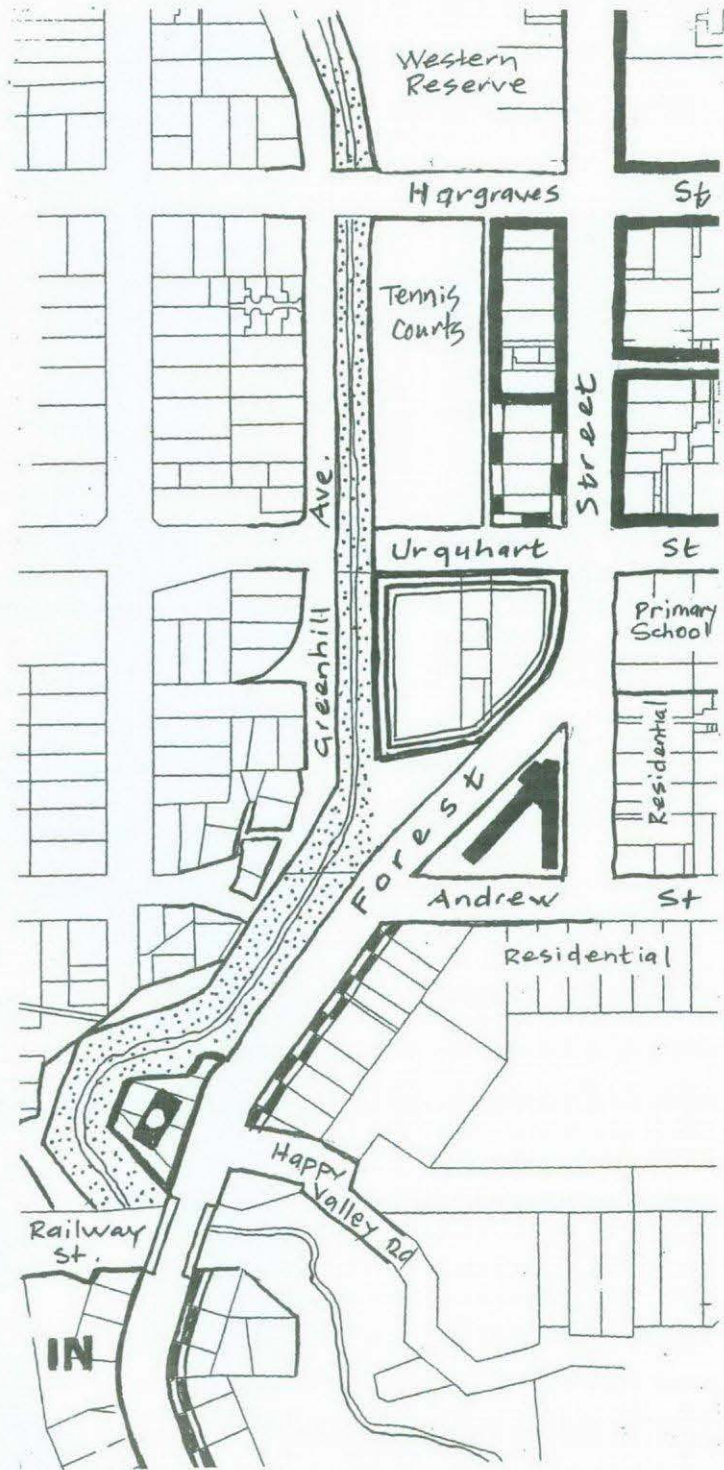 Western
Reserve
Hargraves St
Tennis
Courts
Street
Ave.
Urquhart St
Greenhill
Primary
School
Residential
Forest
Andrew St
Residential
Happy
Valley Rd
Railway
St.
IN